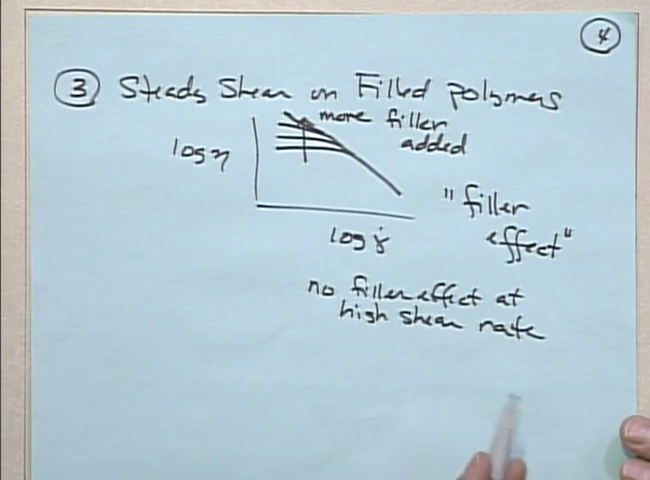 4
3 Steady Shear on Filled polymers
more filler
added
log η
"filler
effect"
log γ̇
no filler effect at
high shear rate